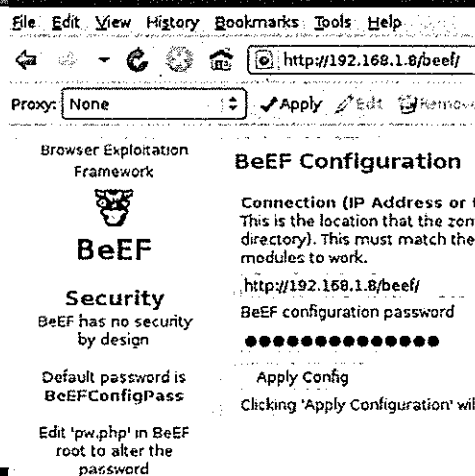 File Edit View History Bookmarks Tools Help
http://192.168.1.8/beef/
Proxy: None Apply Edit Remove
Browser Exploitation
Framework
BeEF
Security
BeEF has no security
by design
Default password is
BeEFConfigPass
Edit 'pw.php' in BeEF
root to alter the
password
BeEF Configuration
Connection (IP Address or
This is the location that the zon
directory). This must match the
modules to work.
http://192.168.1.8/beef/
BeEF configuration password
●●●●●●●●●●●●●●
Apply Config
Clicking 'Apply Configuration' wil